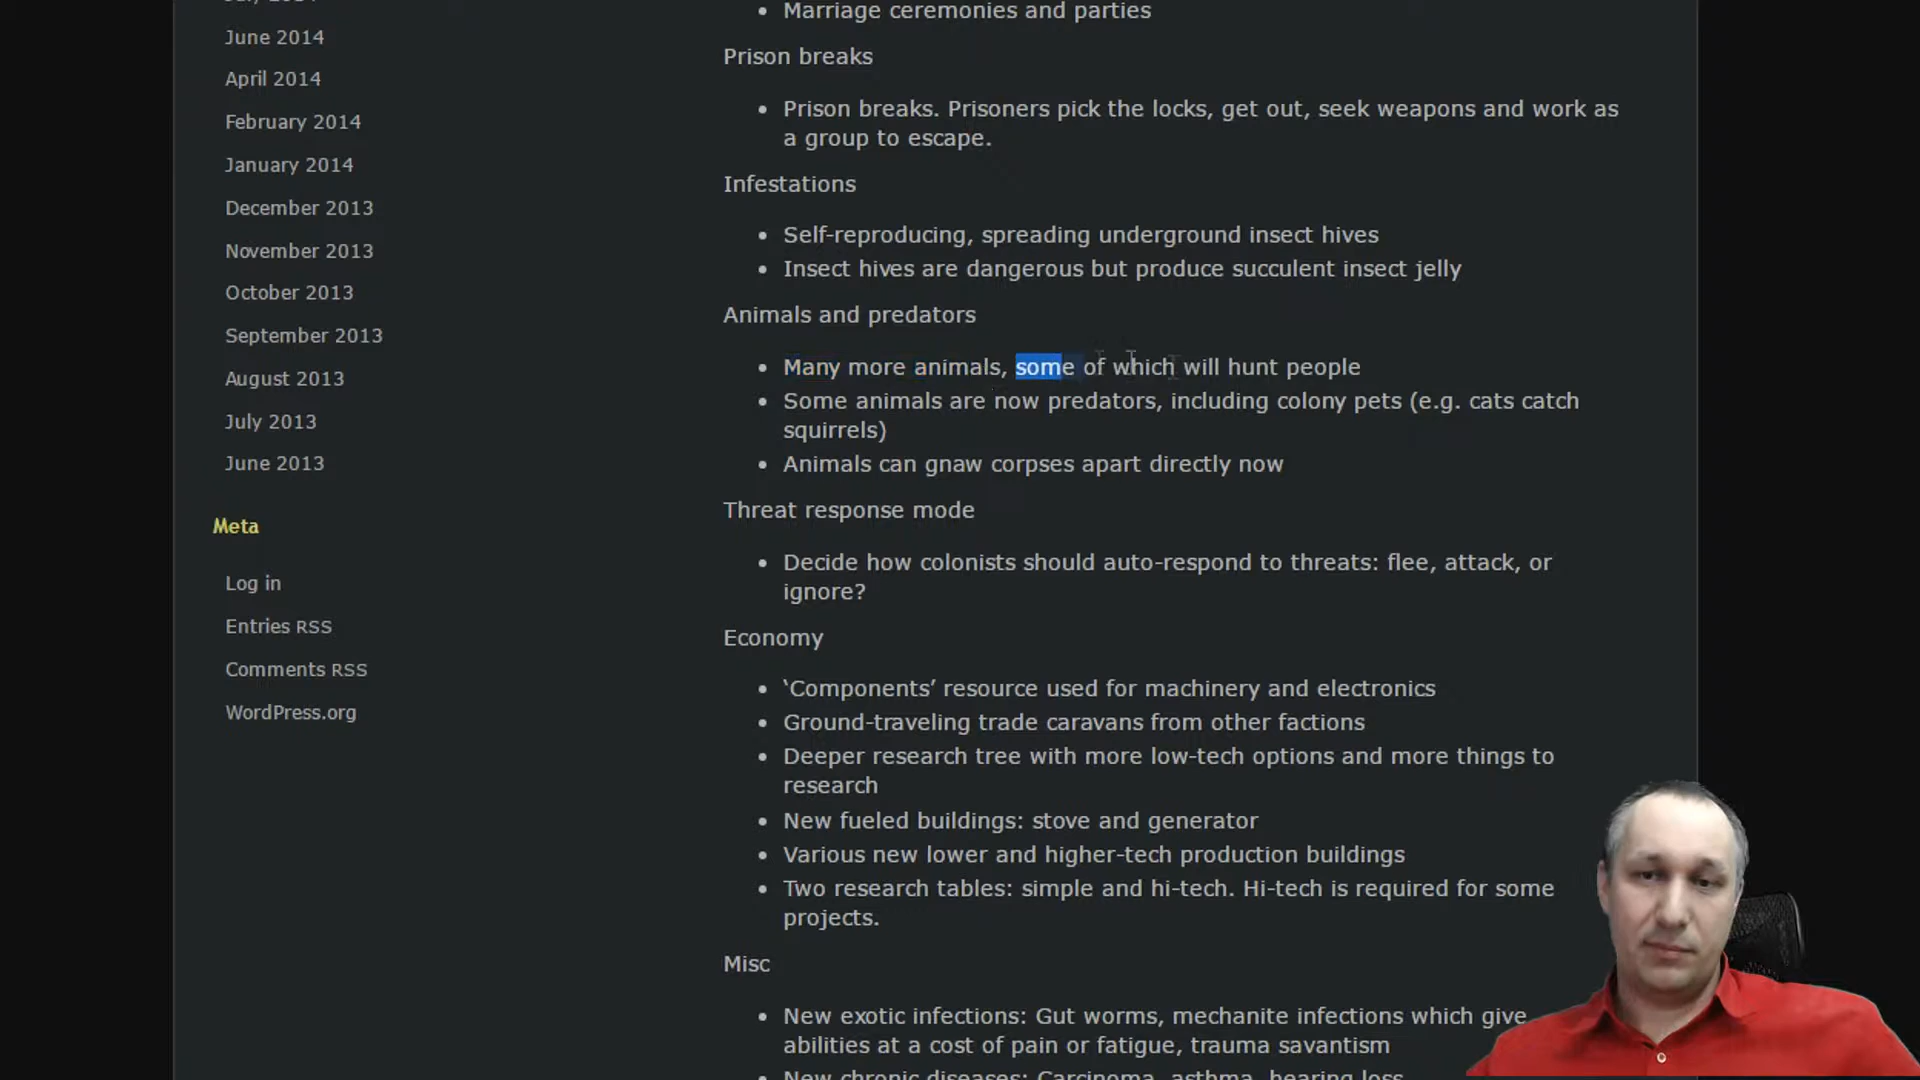 June 2014
April 2014
February 2014
January 2014
December 2013
November 2013
October 2013
September 2013
August 2013
July 2013
June 2013
Meta
Log in
Entries RSS
Comments RSS
WordPress.org
Marriage ceremonies and parties
Prison breaks
Prison breaks. Prisoners pick the locks, get out, seek weapons and work as
a group to escape.
Infestations
Self-reproducing, spreading underground insect hives
Insect hives are dangerous but produce succulent insect jelly
Animals and predators
Many more animals, some of which will hunt people
Some animals are now predators, including colony pets (e.g. cats catch
squirrels)
Animals can gnaw corpses apart directly now
Threat response mode
Decide how colonists should auto-respond to threats: flee, attack, or
ignore?
Economy
‘Components’ resource used for machinery and electronics
Ground-traveling trade caravans from other factions
Deeper research tree with more low-tech options and more things to
research
New fueled buildings: stove and generator
Various new lower and higher-tech production buildings
Two research tables: simple and hi-tech. Hi-tech is required for some
projects.
Misc
New exotic infections: Gut worms, mechanite infections which give
abilities at a cost of pain or fatigue, trauma savantism
New chronic diseases: Carcinoma, asthma, hearing loss